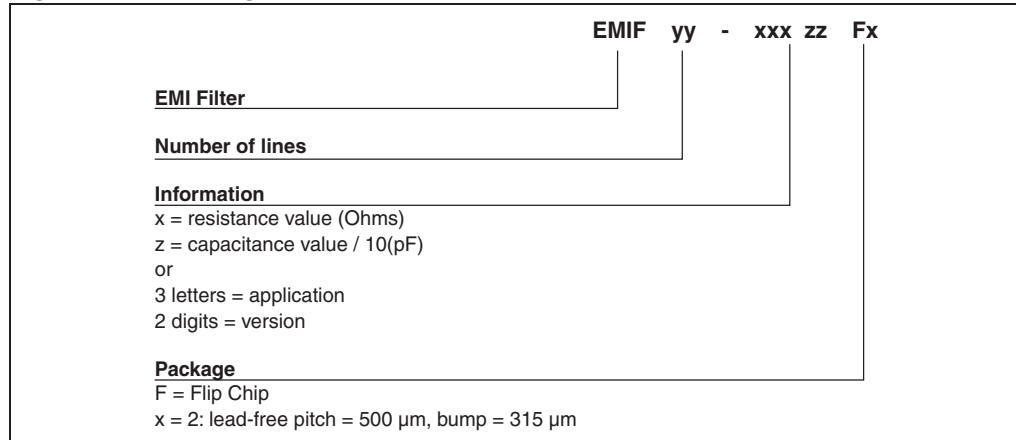 EMIF yy - xxx zz Fx
EMI Filter
Number of lines
Information
x = resistance value (Ohms)
z = capacitance value / 10(pF)
or
3 letters = application
2 digits = version
Package
F = Flip Chip
x = 2: lead-free pitch = 500 µm, bump = 315 µm